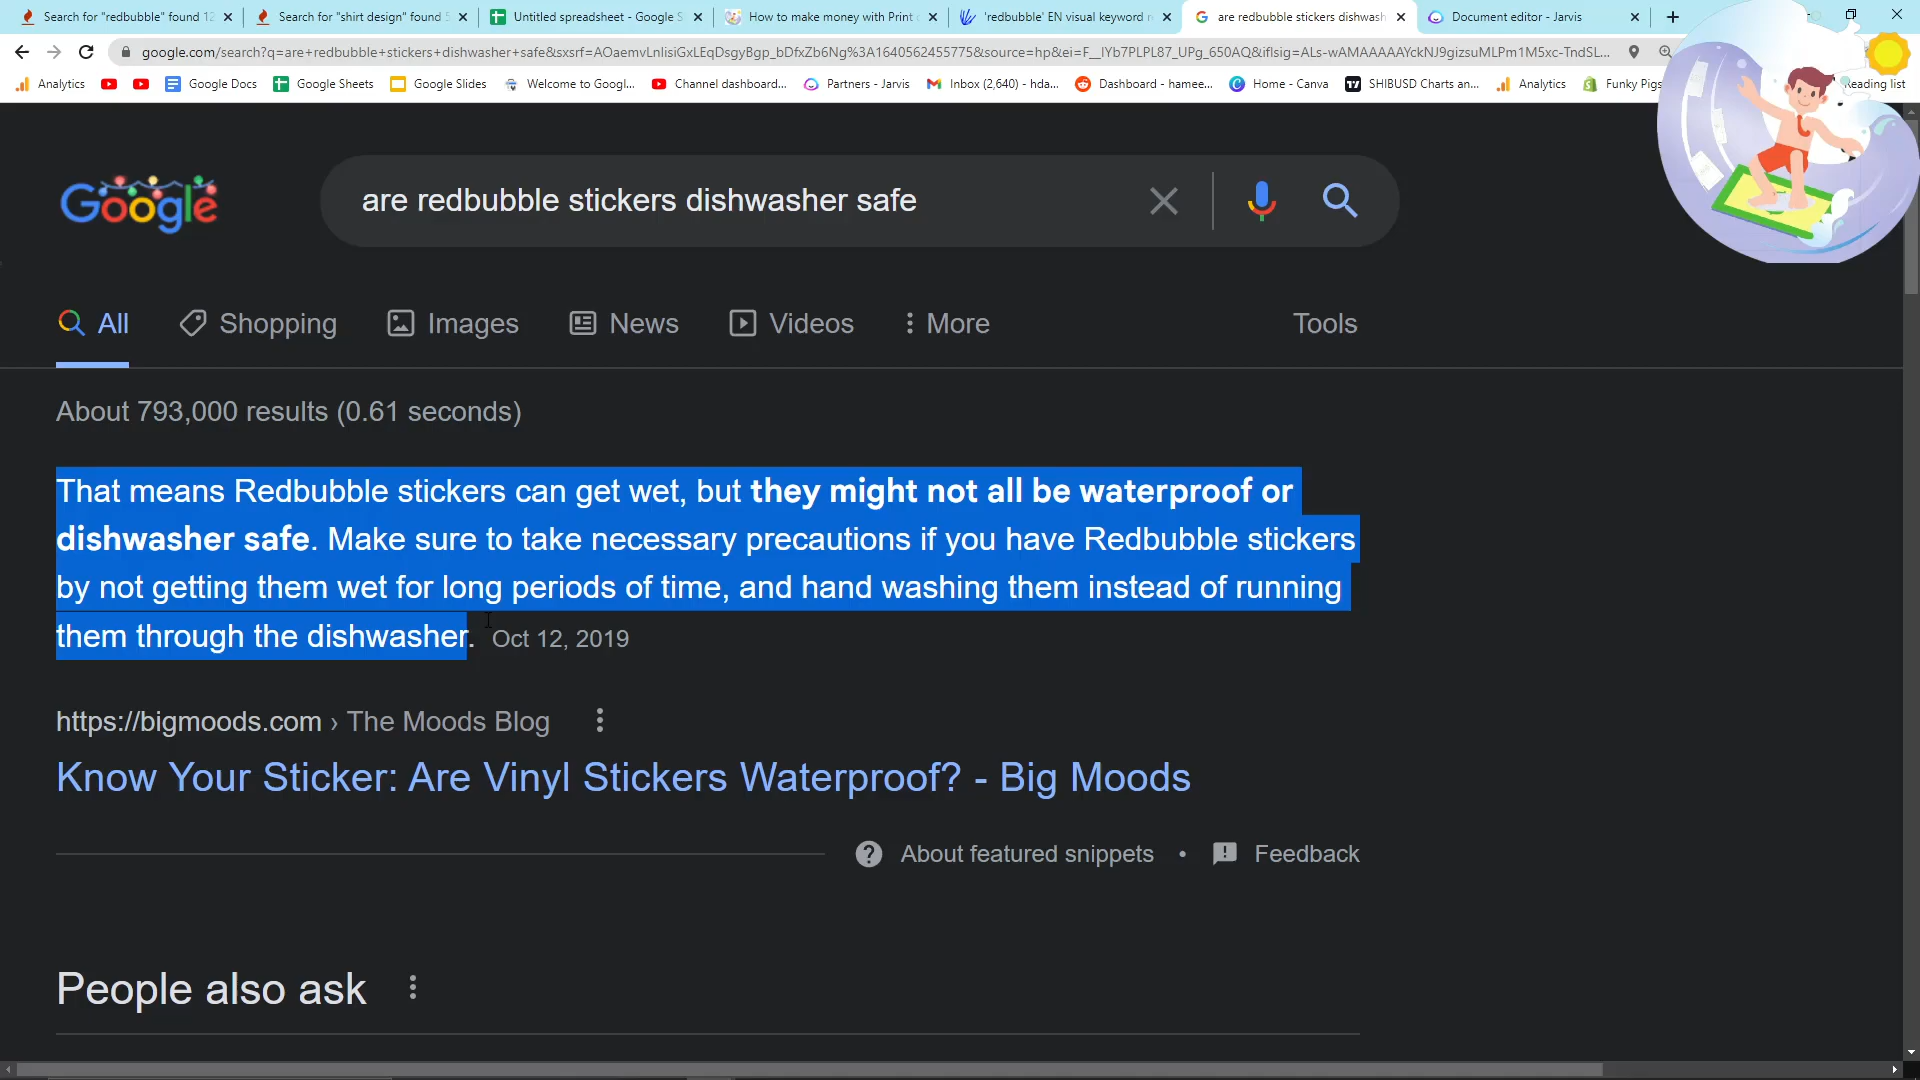 Search for "redbubble" found 12
Search for "shirt design" found 5
Untitled spreadsheet - Google S
How to make money with Print o
'redbubble' EN visual keyword r
are redbubble stickers dishwash
Document editor - Jarvis
google.com/search?q=are+redbubble+stickers+dishwasher+safe&sxsrf=AOaemvLnIisiGxLEqDsgyBgp_bDfxZb6Ng%3A1640562455775&source=hp&ei=F__IYb7PLPL87_UPg_650AQ&iflsig=ALs-wAMAAAAAYckNJ9gizsuMLPm1M5xc-TndSL...
Analytics
Google Docs
Google Sheets
Google Slides
Welcome to Googl...
Channel dashboard...
Partners - Jarvis
Inbox (2,640) - hda...
Dashboard - hamee...
Home - Canva
SHIBUSD Charts an...
Analytics
Funky Pigs
Reading list
Google
are redbubble stickers dishwasher safe
All
Shopping
Images
News
Videos
More
Tools
About 793,000 results (0.61 seconds)
That means Redbubble stickers can get wet, but they might not all be waterproof or
dishwasher safe. Make sure to take necessary precautions if you have Redbubble stickers
by not getting them wet for long periods of time, and hand washing them instead of running
them through the dishwasher. Oct 12, 2019
https://bigmoods.com › The Moods Blog
Know Your Sticker: Are Vinyl Stickers Waterproof? - Big Moods
About featured snippets • Feedback
People also ask